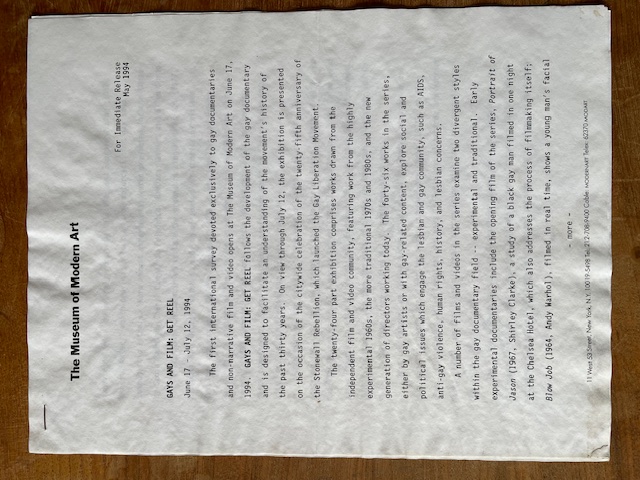 The Museum of Modern Art
For Immediate Release
May 1994
GAYS AND FILM: GET REEL
June 17 - July 12, 1994
The first international survey devoted exclusively to gay documentaries
and non-narrative film and video opens at The Museum of Modern Art on June 17,
1994. GAYS AND FILM: GET REEL follows the development of the gay documentary
and is designed to facilitate an understanding of the movement's history of
the past thirty years. On view through July 12, the exhibition is presented
on the occasion of the citywide celebration of the twenty-fifth anniversary of
the Stonewall Rebellion, which launched the Gay Liberation Movement.
The twenty-four part exhibition comprises works drawn from the
independent film and video community, featuring work from the highly
experimental 1960s, the more traditional 1970s and 1980s, and the new
generation of directors working today. The forty-six works in the series,
either by gay artists or with gay-related content, explore social and
political issues which engage the lesbian and gay community, such as AIDS,
anti-gay violence, human rights, history, and lesbian concerns.
A number of films and videos in the series examine two divergent styles
within the gay documentary field -- experimental and traditional. Early
experimental documentaries include the opening film of the series, Portrait of
Jason (1967, Shirley Clarke), a study of a black gay man filmed in one night
at the Chelsea Hotel, which also addresses the process of filmmaking itself;
Blow Job (1964, Andy Warhol), filmed in real time, shows a young man's facial
- more -
11 West 53 Street, New York, N.Y. 10019-5498 Tel: 212-708-9400 Cables: MODERNART Telex: 62370 MODART